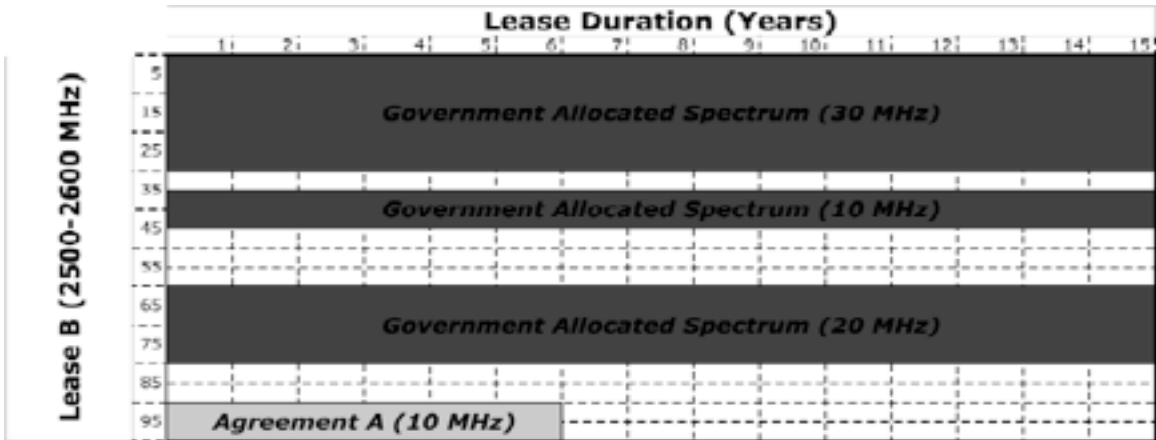 Lease Duration (Years)
1 2 3 4 5 6 7 8 9 10 11 12 13 14 15
Lease B (2500-2600 MHz)
5
Government Allocated Spectrum (30 MHz)
15
25
35
Government Allocated Spectrum (10 MHz)
45
55
65
Government Allocated Spectrum (20 MHz)
75
85
95
Agreement A (10 MHz)